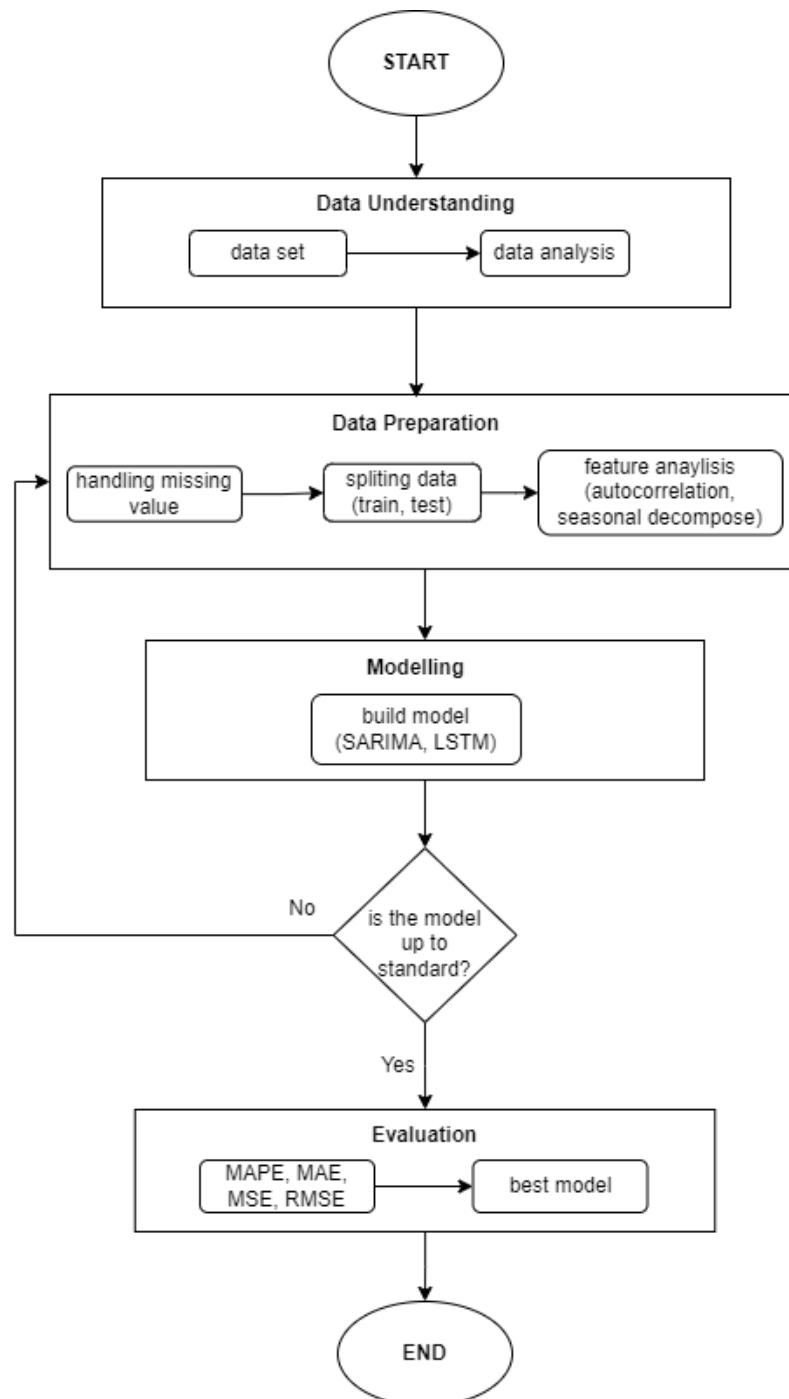 START
Data Understanding
data set
data analysis
Data Preparation
handling missing
value
spliting data
(train, test)
feature anaylisis
(autocorrelation,
seasonal decompose)
Modelling
build model
(SARIMA, LSTM)
No
is the model
up to
standard?
Yes
Evaluation
MAPE, MAE,
MSE, RMSE
best model
END